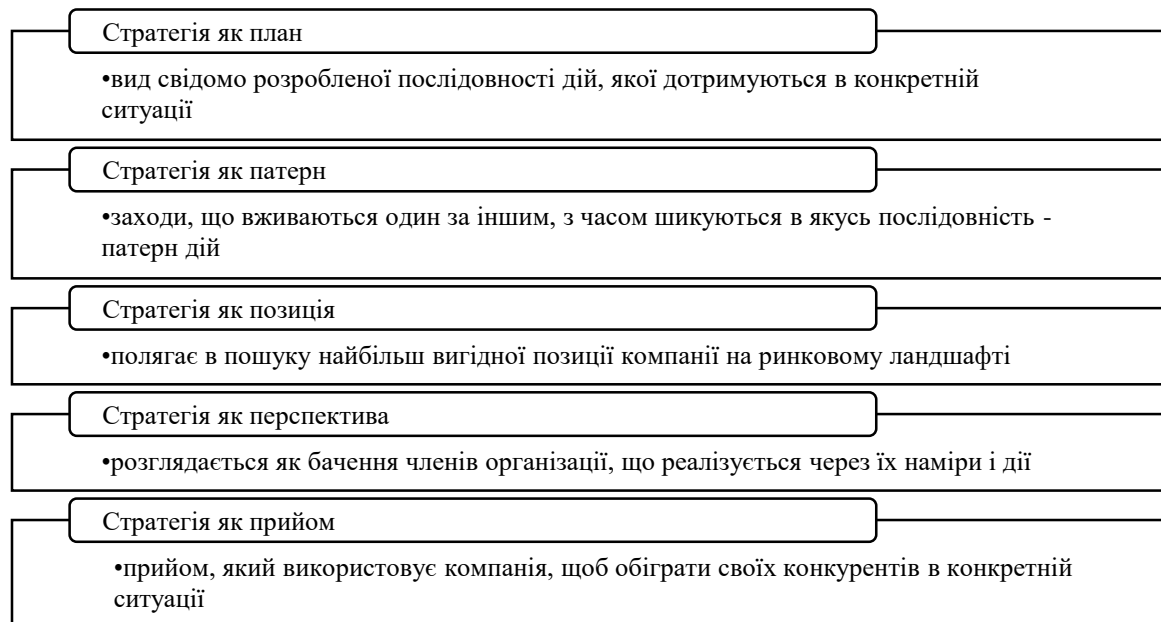 Стратегія як план
•вид свідомо розробленої послідовності дій, якої дотримуються в конкретній
ситуації
Стратегія як патерн
•заходи, що вживаються один за іншим, з часом шикуються в якусь послідовність -
патерн дій
Стратегія як позиція
•полягає в пошуку найбільш вигідної позиції компанії на ринковому ландшафті
Стратегія як перспектива
•розглядається як бачення членів організації, що реалізується через їх наміри і дії
Стратегія як прийом
•прийом, який використовує компанія, щоб обіграти своїх конкурентів в конкретній
ситуації